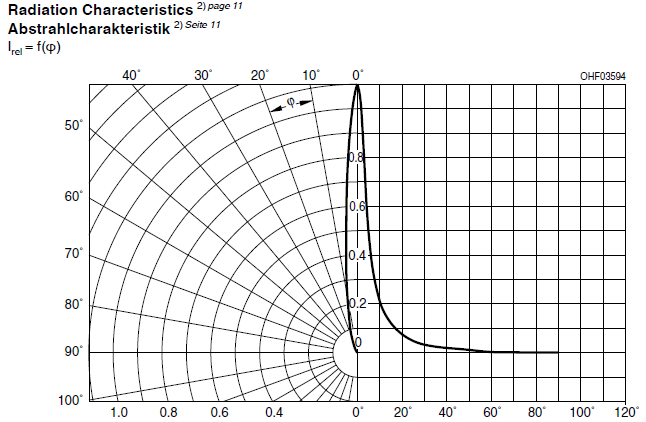 Radiation Characteristics 2) page 11
Abstrahlcharakteristik 2) Seite 11
Irel = f(φ)
40° 30° 20° 10° 0° OHF03594
φ
50°
0.8
60°
0.6
70°
0.4
80°
0.2
90° 0
100°
1.0 0.8 0.6 0.4 0° 20° 40° 60° 80° 100° 120°